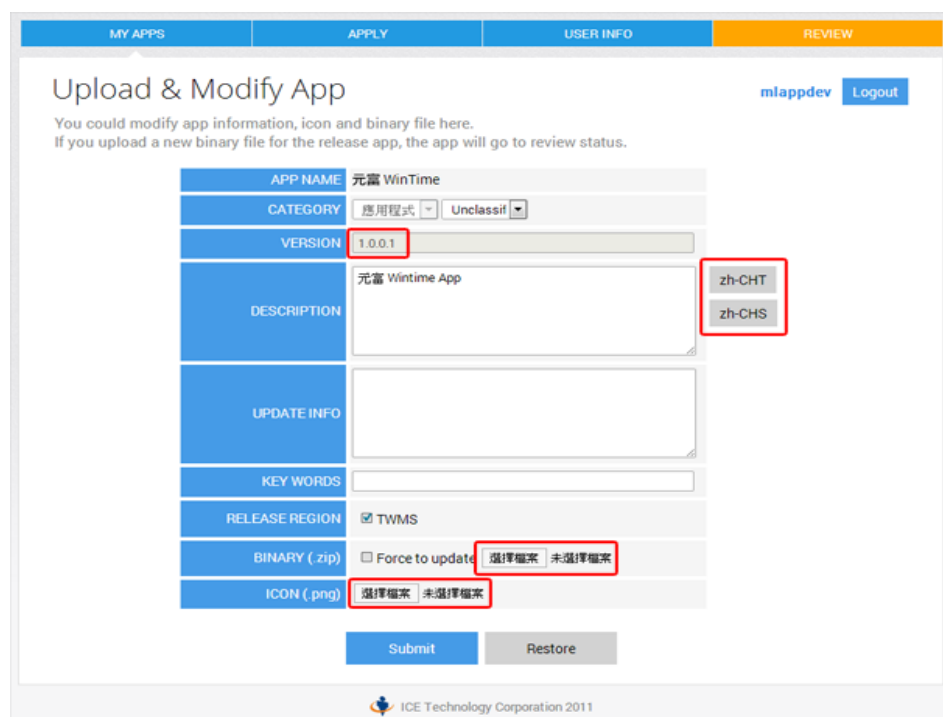 MY APPS APPLY USER INFO REVIEW
Upload & Modify App
mlappdev Logout
You could modify app information, icon and binary file here.
If you upload a new binary file for the release app, the app will go to review status.
APP NAME 元富 WinTime
CATEGORY 應用程式 Unclassif
VERSION 1.0.0.1
DESCRIPTION 元富 Wintime App
zh-CHT
zh-CHS
UPDATE INFO
KEY WORDS
RELEASE REGION TWMS
BINARY (.zip) Force to update 選擇檔案 未選擇檔案
ICON (.png) 選擇檔案 未選擇檔案
Submit Restore
ICE Technology Corporation 2011